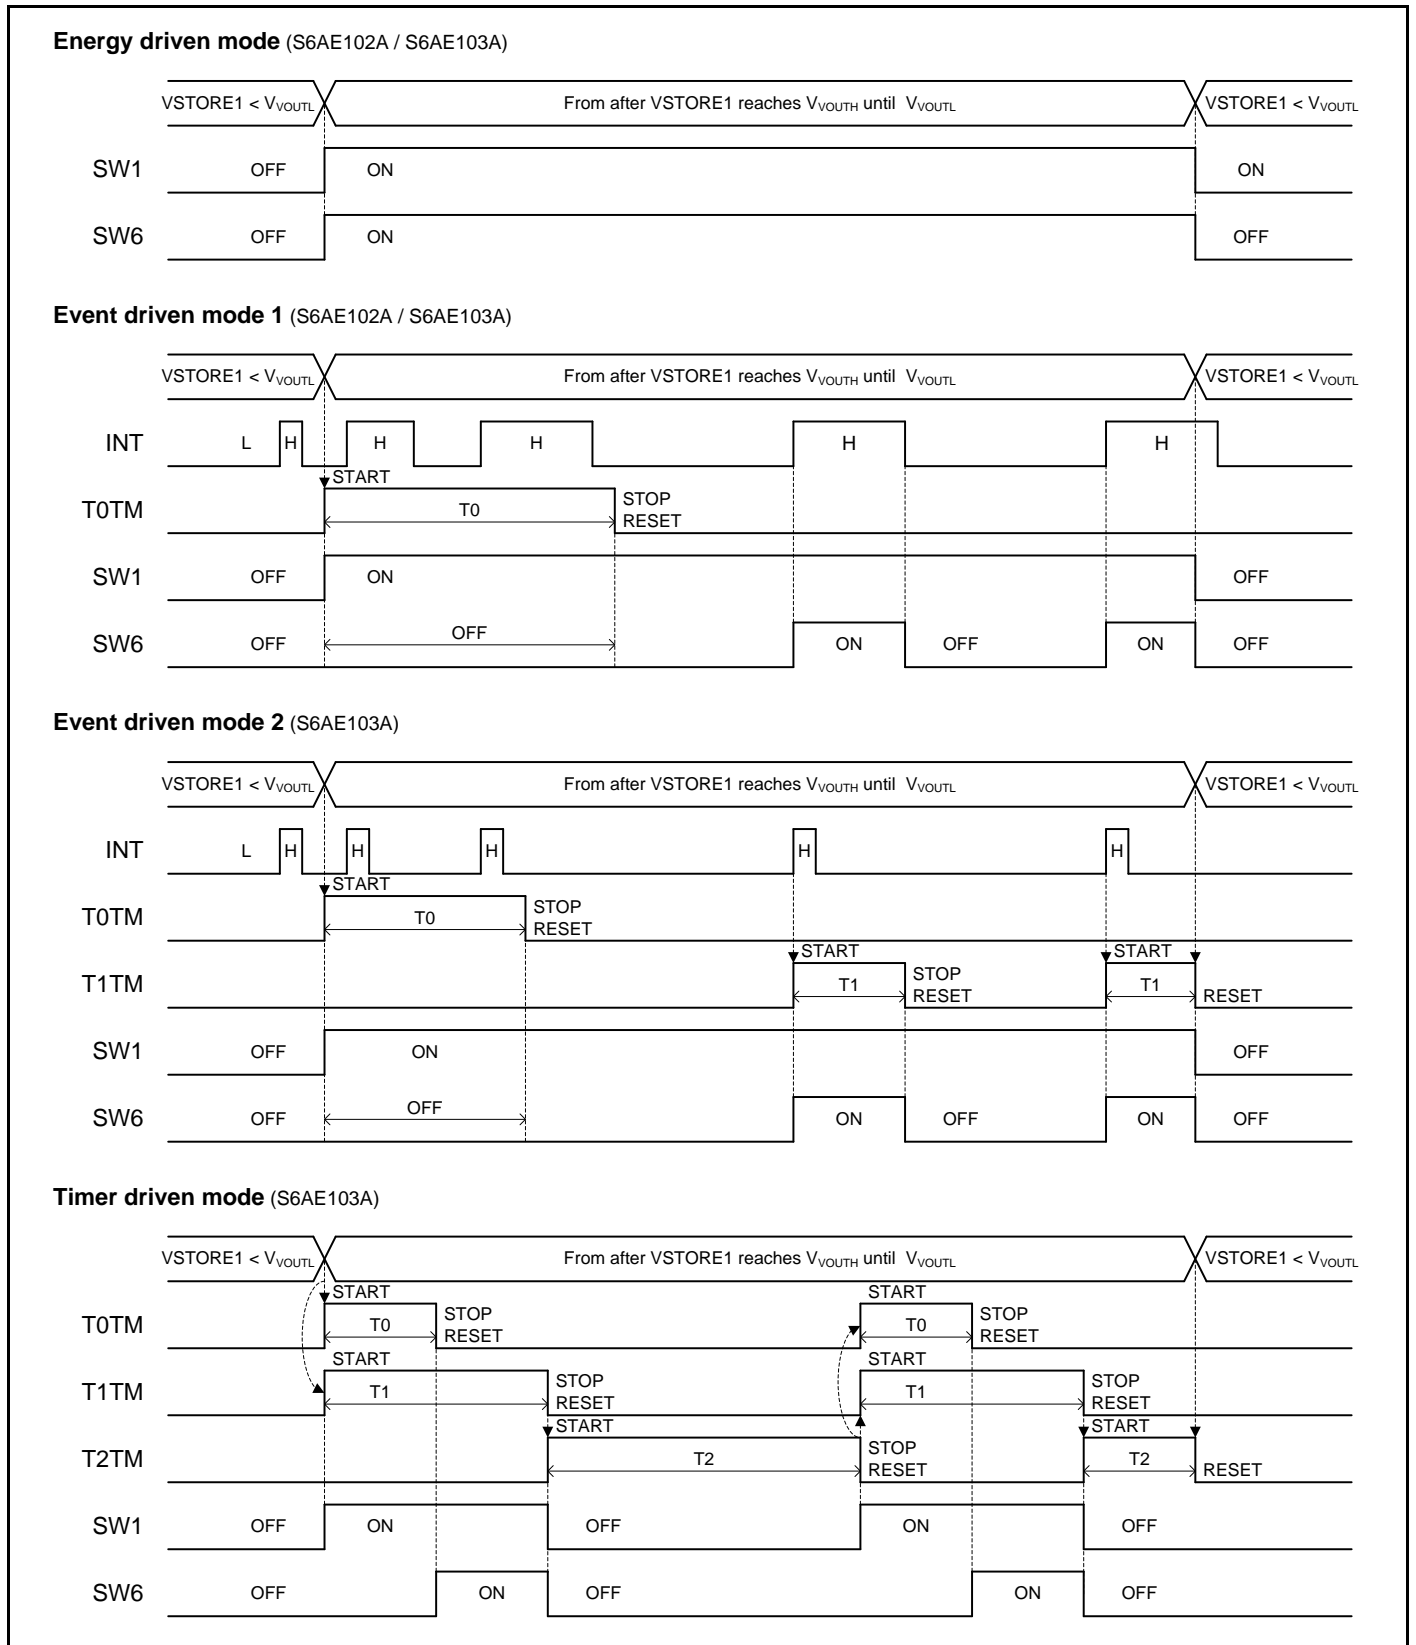 Energy driven mode (S6AE102A / S6AE103A)
VSTORE1 < VVOUTL From after VSTORE1 reaches VVOUTH until VVOUTL VSTORE1 < VVOUTL
SW1 OFF ON ON
SW6 OFF ON OFF
Event driven mode 1 (S6AE102A / S6AE103A)
VSTORE1 < VVOUTL From after VSTORE1 reaches VVOUTH until VVOUTL VSTORE1 < VVOUTL
INT L H H H H H
START
T0TM T0 STOP
RESET
SW1 OFF ON OFF
SW6 OFF OFF ON OFF ON OFF
Event driven mode 2 (S6AE103A)
VSTORE1 < VVOUTL From after VSTORE1 reaches VVOUTH until VVOUTL VSTORE1 < VVOUTL
INT L H H H H H
START
T0TM T0 STOP
RESET
START START
T1TM T1 STOP T1
RESET RESET
SW1 OFF ON OFF
SW6 OFF OFF ON OFF ON OFF
Timer driven mode (S6AE103A)
VSTORE1 < VVOUTL From after VSTORE1 reaches VVOUTH until VVOUTL VSTORE1 < VVOUTL
START START
T0TM T0 STOP T0 STOP
RESET RESET
START START
T1TM T1 STOP T1 STOP
RESET RESET
START START
T2TM T2 STOP T2
RESET RESET
SW1 OFF ON OFF ON OFF
SW6 OFF ON OFF ON OFF